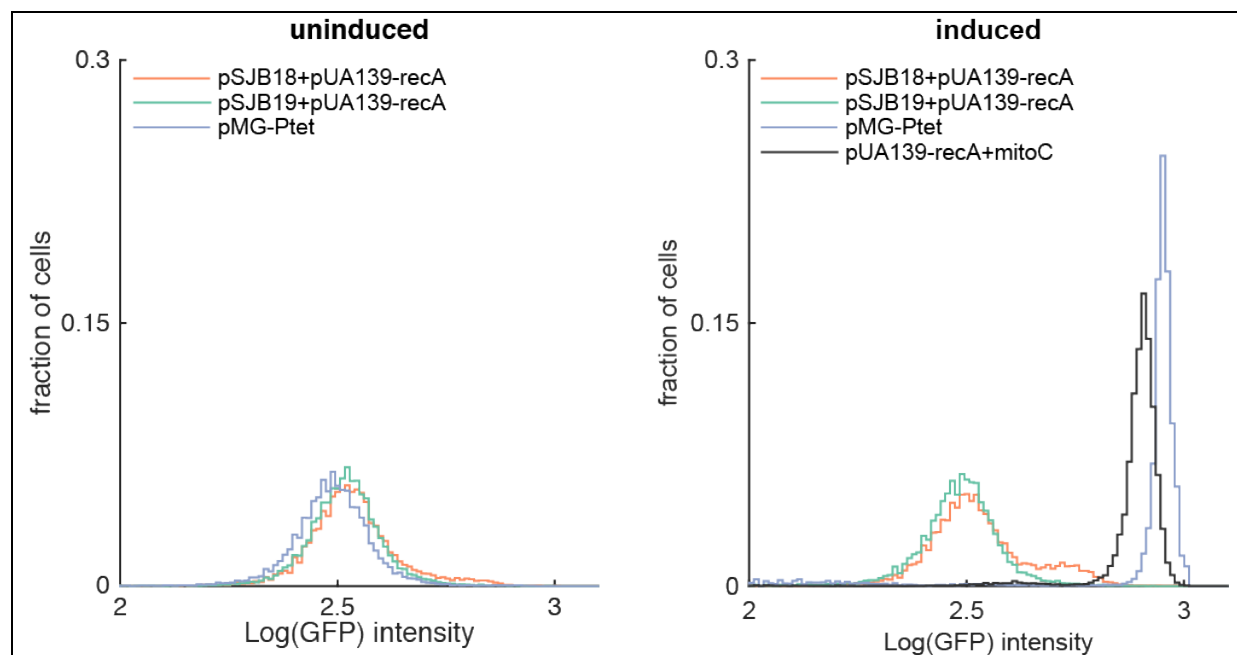 uninduced
0.3
pSJB18+pUA139-recA
pSJB19+pUA139-recA
pMG-Ptet
fraction of cells
0.15
0
2
2.5
3
Log(GFP) intensity
induced
0.3
pSJB18+pUA139-recA
pSJB19+pUA139-recA
pMG-Ptet
pUA139-recA+mitoC
fraction of cells
0.15
0
2
2.5
3
Log(GFP) intensity